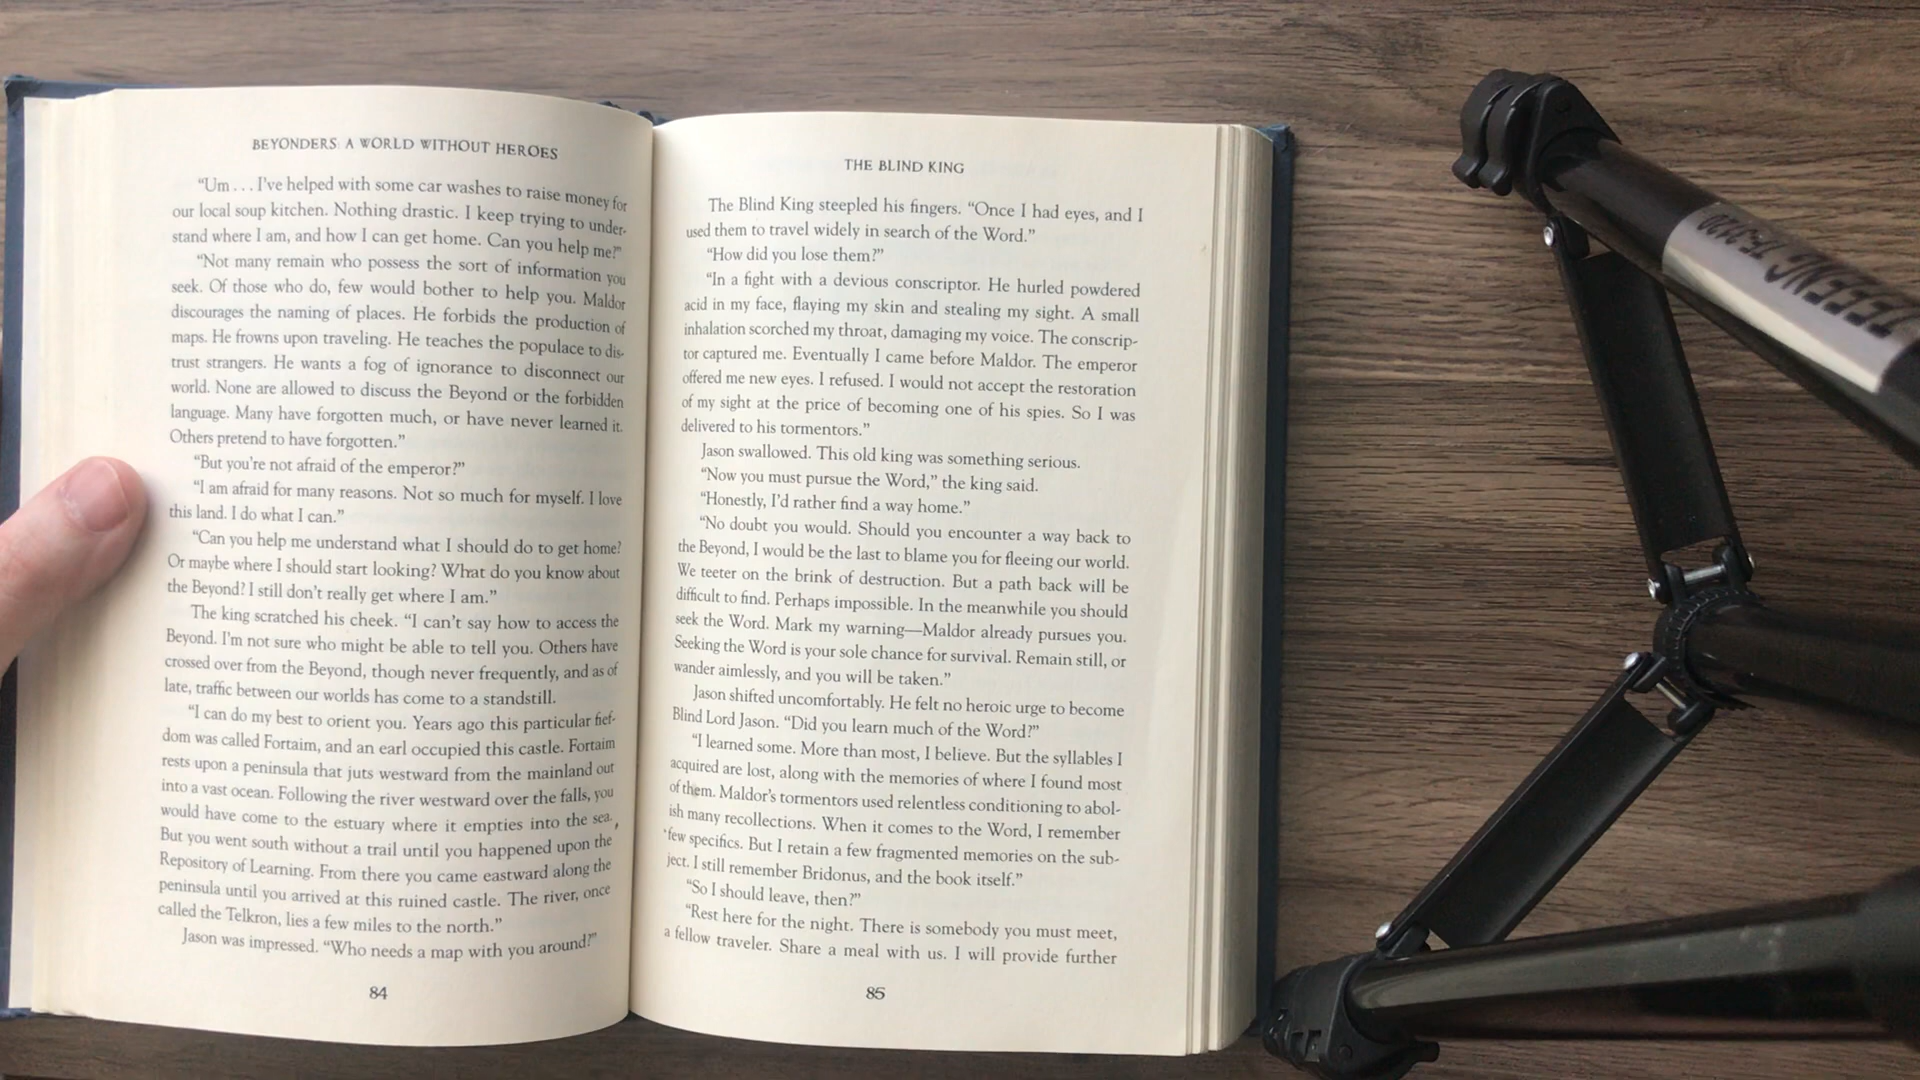 BEYONDERS: A WORLD WITHOUT HEROES
“Um . . . I’ve helped with some car washes to raise money for
our local soup kitchen. Nothing drastic. I keep trying to under-
stand where I am, and how I can get home. Can you help me?”
“Not many remain who possess the sort of information you
seek. Of those who do, few would bother to help you. Maldor
discourages the naming of places. He forbids the production of
maps. He frowns upon traveling. He teaches the populace to dis-
trust strangers. He wants a fog of ignorance to disconnect our
world. None are allowed to discuss the Beyond or the forbidden
language. Many have forgotten much, or have never learned it.
Others pretend to have forgotten.”
“But you’re not afraid of the emperor?”
“I am afraid for many reasons. Not so much for myself. I love
this land. I do what I can.”
“Can you help me understand what I should do to get home?
Or maybe where I should start looking? What do you know about
the Beyond? I still don’t really get where I am.”
The king scratched his cheek. “I can’t say how to access the
Beyond. I’m not sure who might be able to tell you. Others have
crossed over from the Beyond, though never frequently, and as of
late, traffic between our worlds has come to a standstill.
“I can do my best to orient you. Years ago this particular fief-
dom was called Fortaim, and an earl occupied this castle. Fortaim
rests upon a peninsula that juts westward from the mainland out
into a vast ocean. Following the river westward over the falls, you
would have come to the estuary where it empties into the sea.
But you went south without a trail until you happened upon the
Repository of Learning. From there you came eastward along the
peninsula until you arrived at this ruined castle. The river, once
called the Telkron, lies a few miles to the north.”
Jason was impressed. “Who needs a map with you around?”
84
THE BLIND KING
The Blind King steepled his fingers. “Once I had eyes, and I
used them to travel widely in search of the Word.”
“How did you lose them?”
“In a fight with a devious conscriptor. He hurled powdered
acid in my face, flaying my skin and stealing my sight. A small
inhalation scorched my throat, damaging my voice. The conscrip-
tor captured me. Eventually I came before Maldor. The emperor
offered me new eyes. I refused. I would not accept the restoration
of my sight at the price of becoming one of his spies. So I was
delivered to his tormentors.”
Jason swallowed. This old king was something serious.
“Now you must pursue the Word,” the king said.
“Honestly, I’d rather find a way home.”
“No doubt you would. Should you encounter a way back to
the Beyond, I would be the last to blame you for fleeing our world.
We teeter on the brink of destruction. But a path back will be
difficult to find. Perhaps impossible. In the meanwhile you should
seek the Word. Mark my warning—Maldor already pursues you.
Seeking the Word is your sole chance for survival. Remain still, or
wander aimlessly, and you will be taken.”
Jason shifted uncomfortably. He felt no heroic urge to become
Blind Lord Jason. “Did you learn much of the Word?”
“I learned some. More than most, I believe. But the syllables I
acquired are lost, along with the memories of where I found most
of them. Maldor’s tormentors used relentless conditioning to abol-
ish many recollections. When it comes to the Word, I remember
few specifics. But I retain a few fragmented memories on the sub-
ject. I still remember Bridonus, and the book itself.”
“So I should leave, then?”
“Rest here for the night. There is somebody you must meet,
a fellow traveler. Share a meal with us. I will provide further
85